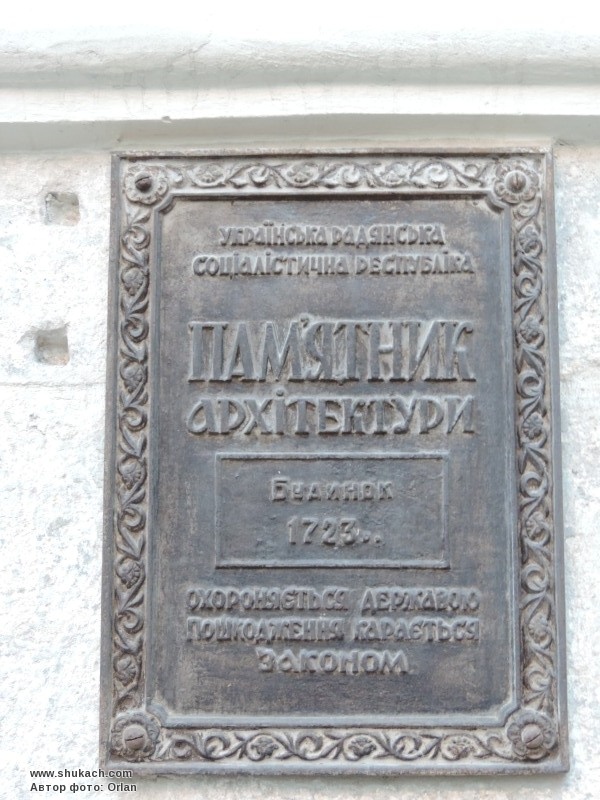 УКРАЇНСЬКА РАДЯНСЬКА
СОЦІАЛІСТИЧНА РЕСПУБЛІКА
ПАМ'ЯТНИК
АРХІТЕКТУРИ
Будинок
1723р.
ОХОРОНЯЄТЬСЯ ДЕРЖАВОЮ
ПОШКОДЖЕННЯ КАРАЄТЬСЯ
ЗАКОНОМ
www.shukach.com
Автор фото: Orlan